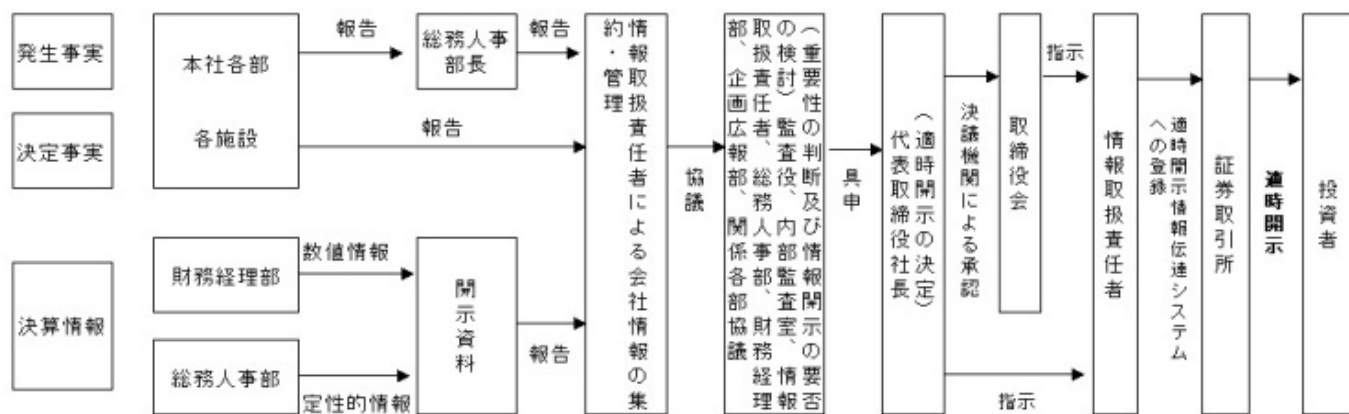 発生事実
決定事実
決算情報
本社各部
各施設
報告
総務人事
部長
報告
報告
財務経理部
総務人事部
数値情報
定性的情報
開示資料
報告
情報取扱責任者による会社情報の集
約・管理
協議
(重要性の判断及び情報開示の要否
の検討)監査役、内部監査室、情報
取扱責任者、総務人事部、財務経理
部、企画広報部、関係各部協議
具申
(適時開示の決定)
代表取締役社長
決議機関による承認
取締役会
指示
指示
情報取扱責任者
適時開示情報伝達システム
への登録
証券取引所
適時開示
投資者